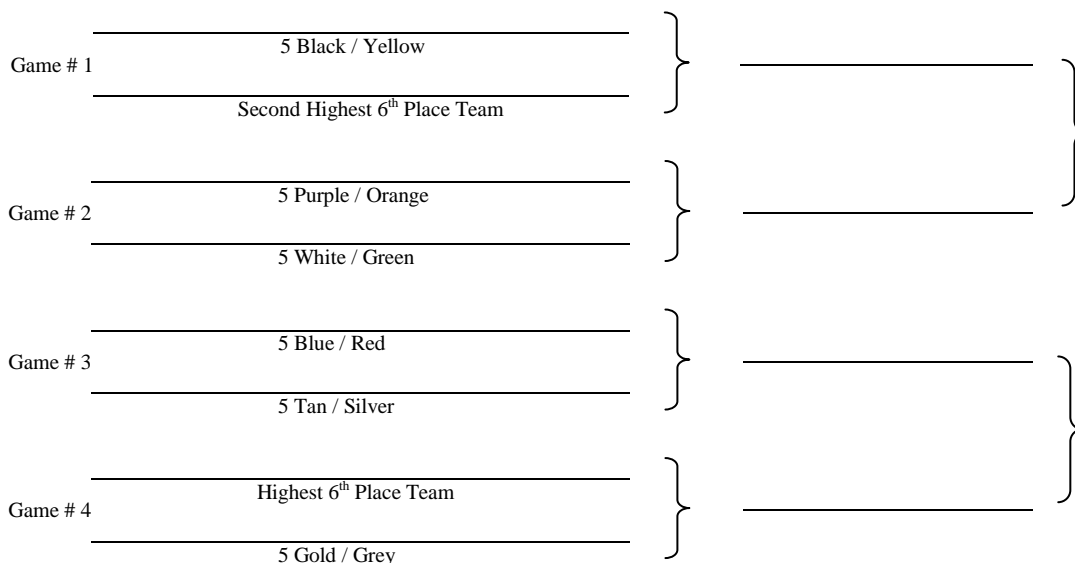 5 Black / Yellow
Game # 1
Second Highest 6th Place Team
5 Purple / Orange
Game # 2
5 White / Green
5 Blue / Red
Game # 3
5 Tan / Silver
Highest 6th Place Team
Game # 4
5 Gold / Grey